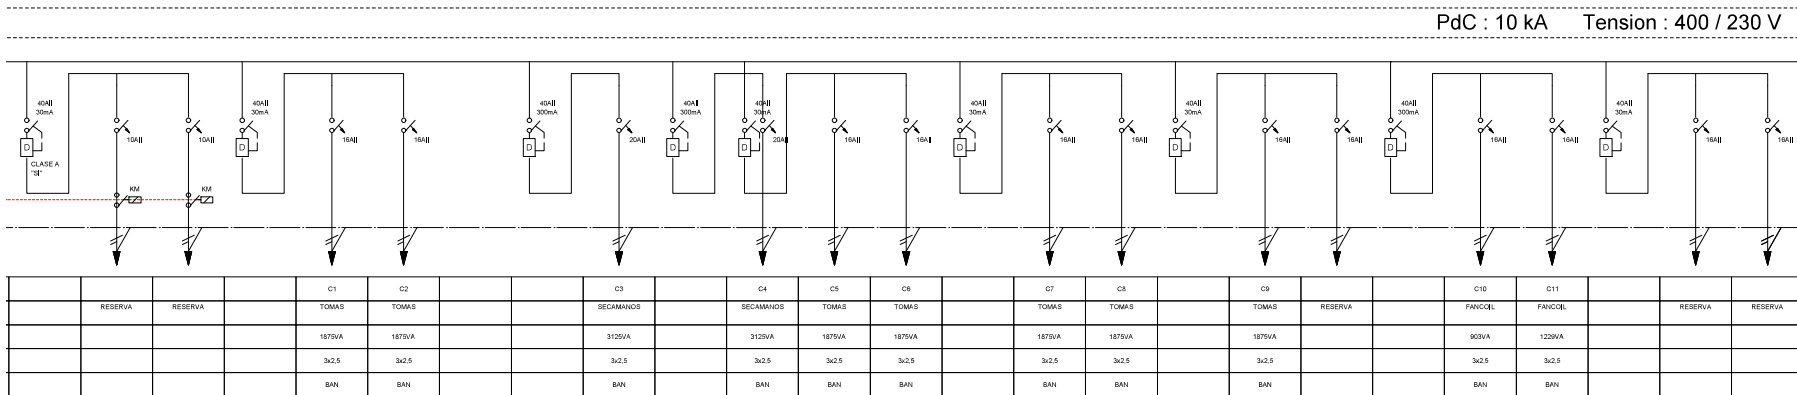 PdC : 10 kA Tension : 400 / 230 V
40AII 40AII 40AII 40AII 40AII 40AII 40AII 40AII 40AII
30mA 30mA 300mA 300mA 30mA 30mA 30mA 300mA 30mA
10AII 10AII 16AII 16AII 20AII 20AII 16AII 16AII 16AII 16AII 16AII 16AII 16AII 16AII 16AII 16AII
D D D D D D D D D
CLASE A
"SI"
KM KM
C1 C2 C3 C4 C5 C6 C7 C8 C9 C10 C11
RESERVA RESERVA TOMAS TOMAS SECAMANOS SECAMANOS TOMAS TOMAS TOMAS TOMAS TOMAS RESERVA FANCOIL FANCOIL RESERVA RESERVA
1875VA 1875VA 3125VA 3125VA 1875VA 1875VA 1875VA 1875VA 1875VA 903VA 1229VA
3x2,5 3x2,5 3x2,5 3x2,5 3x2,5 3x2,5 3x2,5 3x2,5 3x2,5 3x2,5 3x2,5
BAN BAN BAN BAN BAN BAN BAN BAN BAN BAN BAN